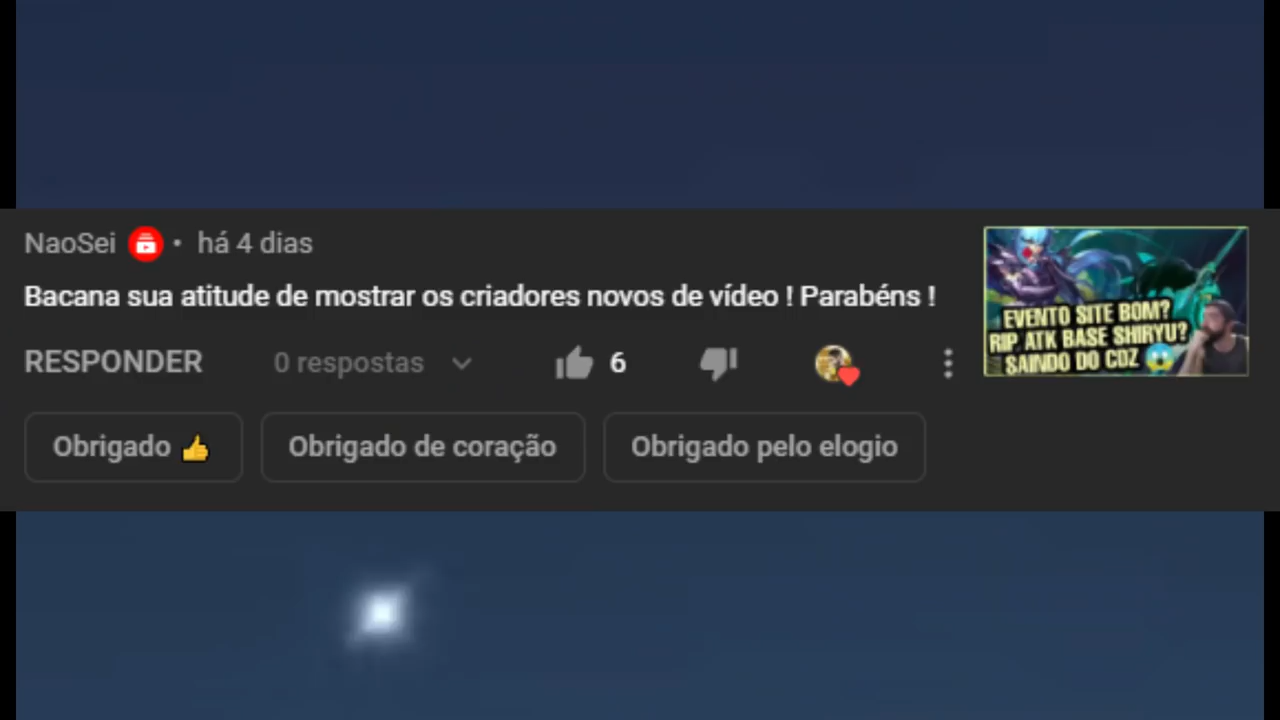 NaoSei • há 4 dias
Bacana sua atitude de mostrar os criadores novos de vídeo ! Parabéns !
RESPONDER 0 respostas 6
Obrigado 👍 Obrigado de coração Obrigado pelo elogio
EVENTO SITE BOM?
RIP ATK BASE SHIRYU?
SAINDO DO CDZ